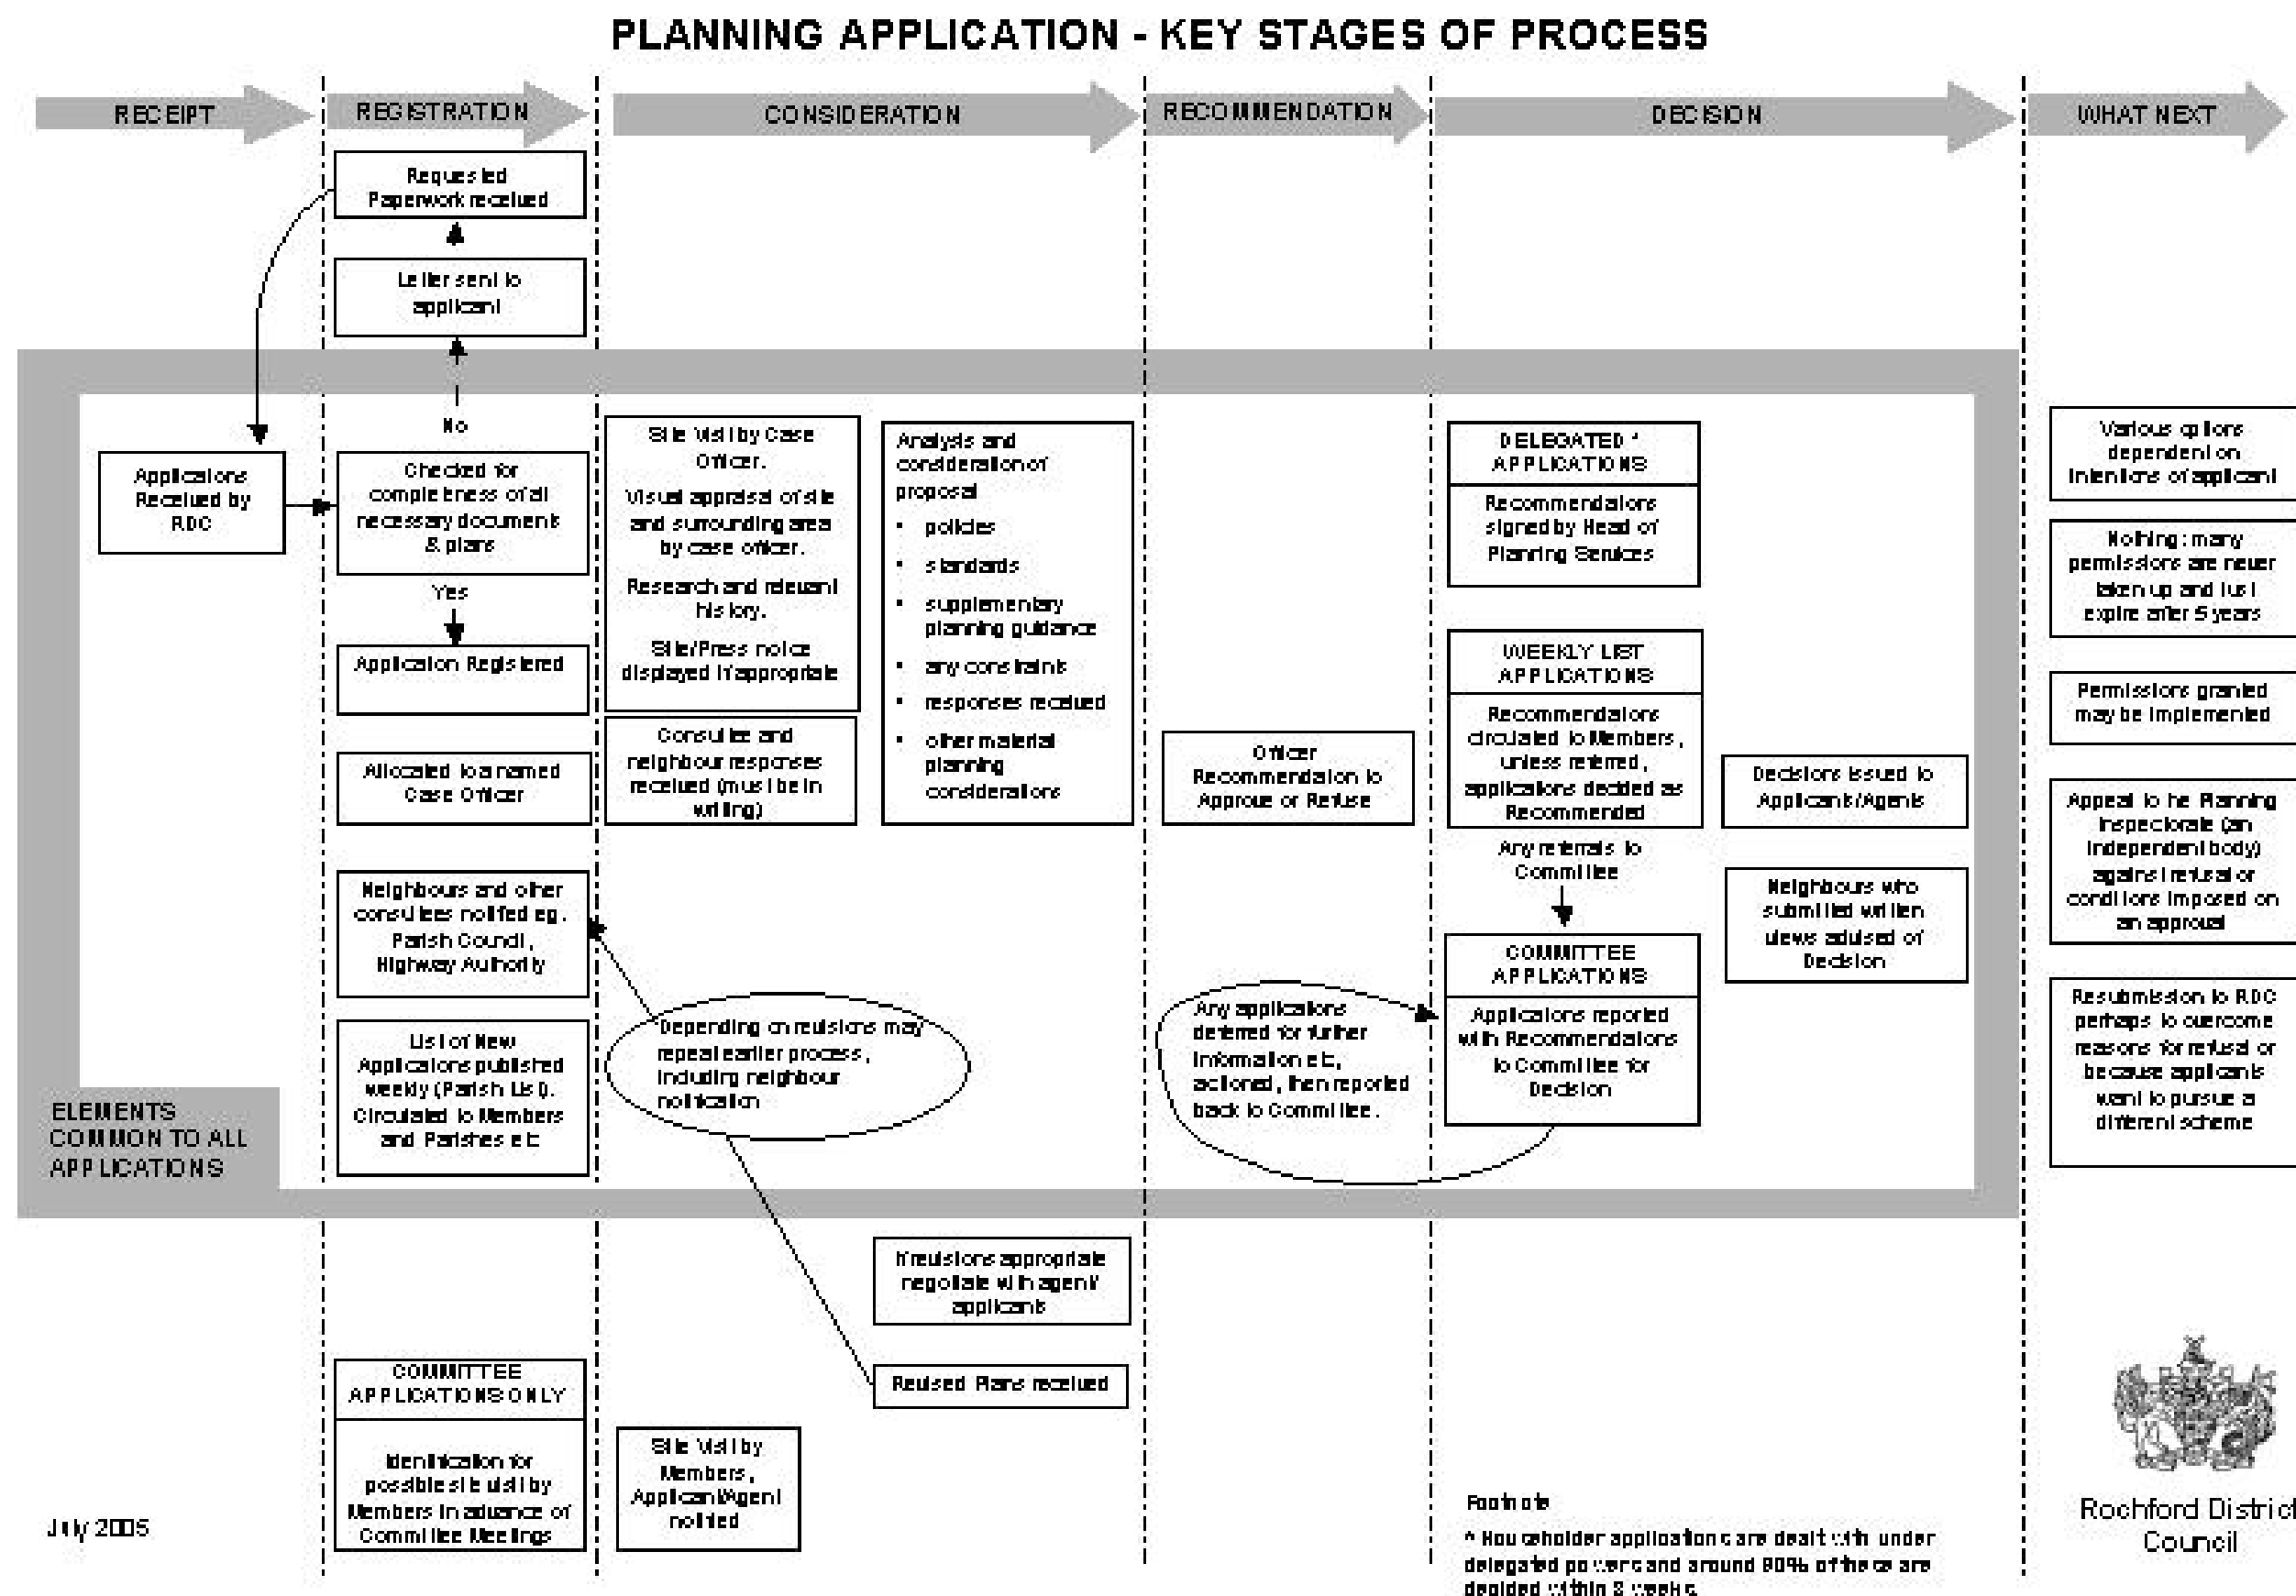 PLANNING APPLICATION - KEY STAGES OF PROCESS
RECEIPT
REGISTRATION
CONSIDERATION
RECOMMENDATION
DECISION
WHAT NEXT
Requested
Paperwork received
Letter sent to
applicant
No
Applications
Received by
RDC
Checked for
completeness of all
necessary documents
& plans
Yes
Application Registered
Allocated to a named
Case Officer
Neighbours and other
consultees notified eg.
Parish Council,
Highway Authority
List of New
Applications published
weekly (Parish List).
Circulated to Members
and Parishes etc
ELEMENTS
COMMON TO ALL
APPLICATIONS
Site Visit by Case
Officer.
Visual appraisal of site
and surrounding area
by case officer.
Research and relevant
history.
Site/Press notice
displayed if appropriate
Consultee and
neighbour responses
received (must be in
writing)
Analysis and
consideration of
proposal
• policies
• standards
• supplementary
planning guidance
• any constraints
• responses received
• other material
planning
considerations
Depending on revisions may
repeat earlier process,
including neighbour
notification
Officer
Recommendation to
Approve or Refuse
Any applications
deferred for further
information etc,
actioned, then reported
back to Committee.
DELEGATED *
APPLICATIONS
Recommendations
signed by Head of
Planning Services
WEEKLY LIST
APPLICATIONS
Recommendations
circulated to Members,
unless referred,
applications decided as
Recommended
Any referrals to
Committee
COMMITTEE
APPLICATIONS
Applications reported
with Recommendations
to Committee for
Decision
Decisions issued to
Applicants/Agents
Neighbours who
submitted written
views advised of
Decision
Various options
dependent on
intentions of applicant
Nothing: many
permissions are never
taken up and just
expire after 5 years
Permissions granted
may be implemented
Appeal to the Planning
Inspectorate (an
independent body)
against refusal or
conditions imposed on
an approval
Resubmission to RDC
perhaps to overcome
reasons for refusal or
because applicants
want to pursue a
different scheme
If revisions appropriate
negotiate with agent/
applicants
Revised Plans received
COMMITTEE
APPLICATIONS ONLY
Identification for
possible site visit by
Members in advance of
Committee Meetings
Site Visit by
Members,
Applicant/Agent
notified
July 2005
Footnote
* Householder applications are dealt with under
delegated powers and around 90% of these are
decided within 8 weeks.
Rochford District
Council